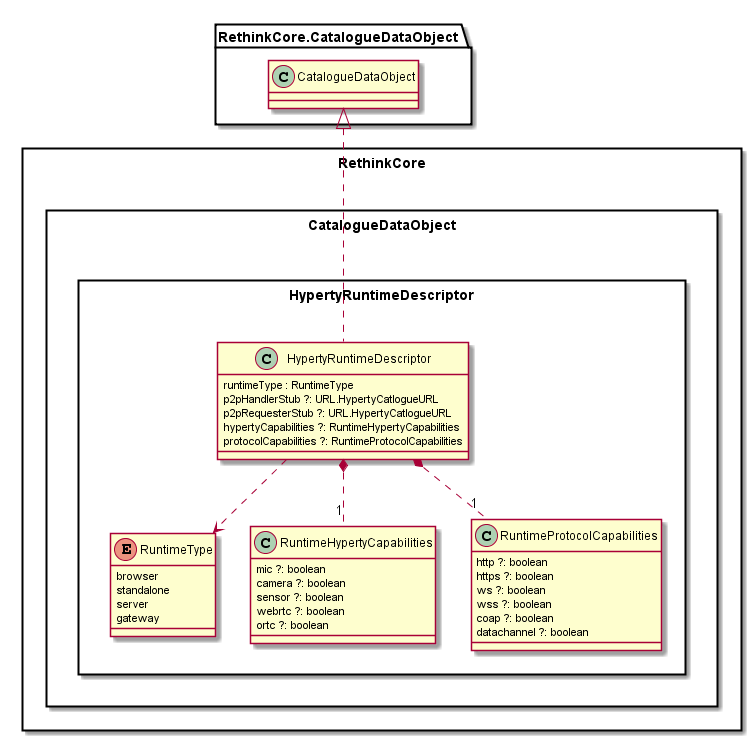 RethinkCore.CatalogueDataObject
C CatalogueDataObject
RethinkCore
CatalogueDataObject
HypertyRuntimeDescriptor
C HypertyRuntimeDescriptor
runtimeType : RuntimeType
p2pHandlerStub ?: URL.HypertyCatlogueURL
p2pRequesterStub ?: URL.HypertyCatlogueURL
hypertyCapabilities ?: RuntimeHypertyCapabilities
protocolCapabilities ?: RuntimeProtocolCapabilities
1
1
E RuntimeType
browser
standalone
server
gateway
C RuntimeHypertyCapabilities
mic ?: boolean
camera ?: boolean
sensor ?: boolean
webrtc ?: boolean
ortc ?: boolean
C RuntimeProtocolCapabilities
http ?: boolean
https ?: boolean
ws ?: boolean
wss ?: boolean
coap ?: boolean
datachannel ?: boolean